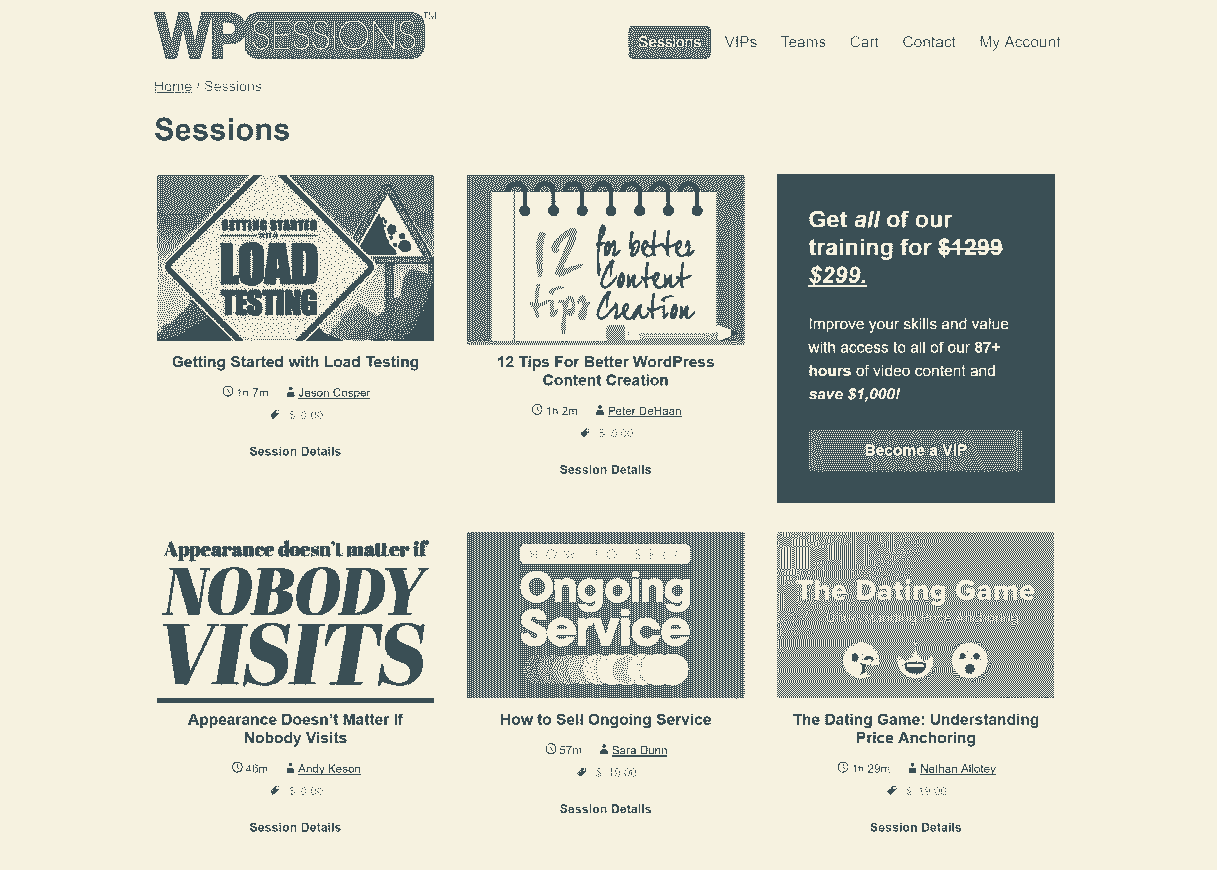 WPSESSIONS™
Sessions VIPs Teams Cart Contact My Account
Home / Sessions
Sessions
GETTING STARTED
WITH
LOAD
TESTING
Getting Started with Load Testing
1h 7m Jason Cosper
$ 0.00
Session Details
12 tips for better Content Creation
12 Tips For Better WordPress
Content Creation
1h 2m Peter DeHaan
$ 0.00
Session Details
Get all of our
training for $1299
$299.
Improve your skills and value
with access to all of our 87+
hours of video content and
save $1,000!
Become a VIP
Appearance doesn't matter if
NOBODY
VISITS
Appearance Doesn’t Matter If
Nobody Visits
46m Andy Keson
$ 0.00
Session Details
HOW TO SELL
Ongoing
Service
How to Sell Ongoing Service
57m Sara Dunn
$ 19.00
Session Details
The Dating Game
The Dating Game: Understanding
Price Anchoring
1h 29m Nathan Allotey
$ 19.00
Session Details